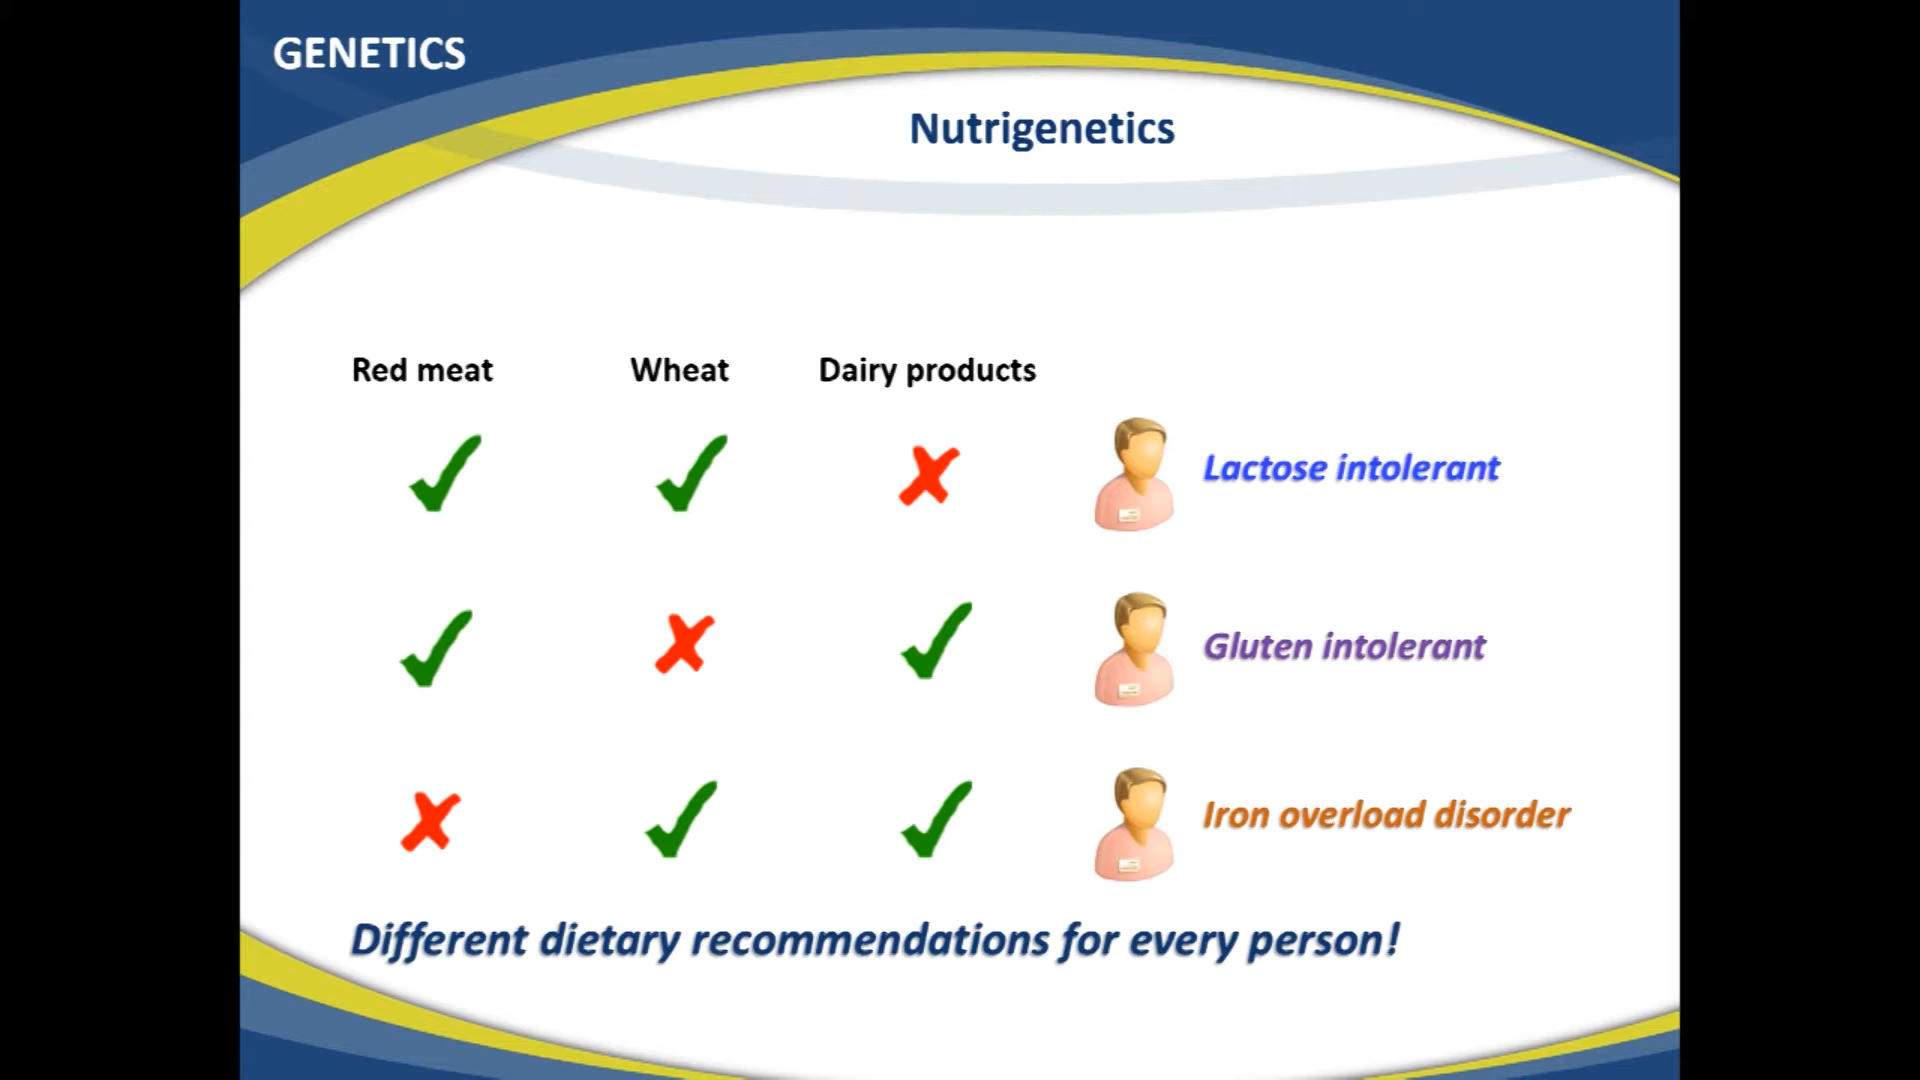 GENETICS
Nutrigenetics
Red meat Wheat Dairy products
Lactose intolerant
Gluten intolerant
Iron overload disorder
Different dietary recommendations for every person!